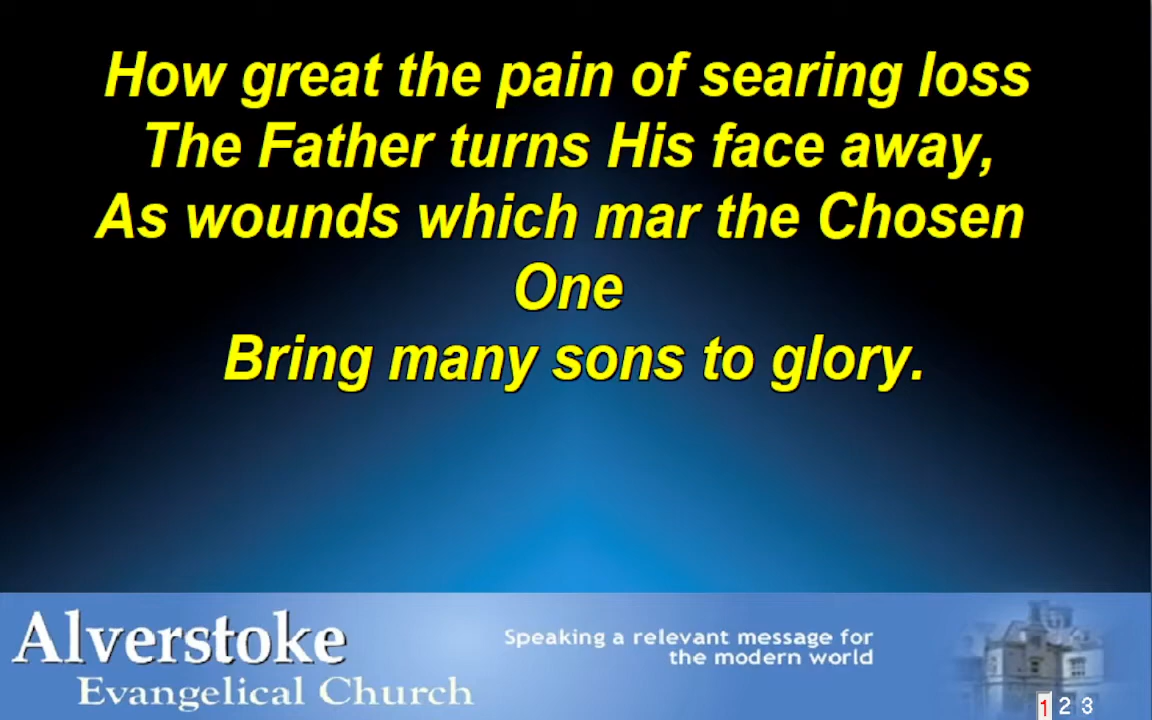 How great the pain of searing loss
The Father turns His face away,
As wounds which mar the Chosen
One
Bring many sons to glory.
Alverstoke
Evangelical Church
Speaking a relevant message for
the modern world
1 2 3